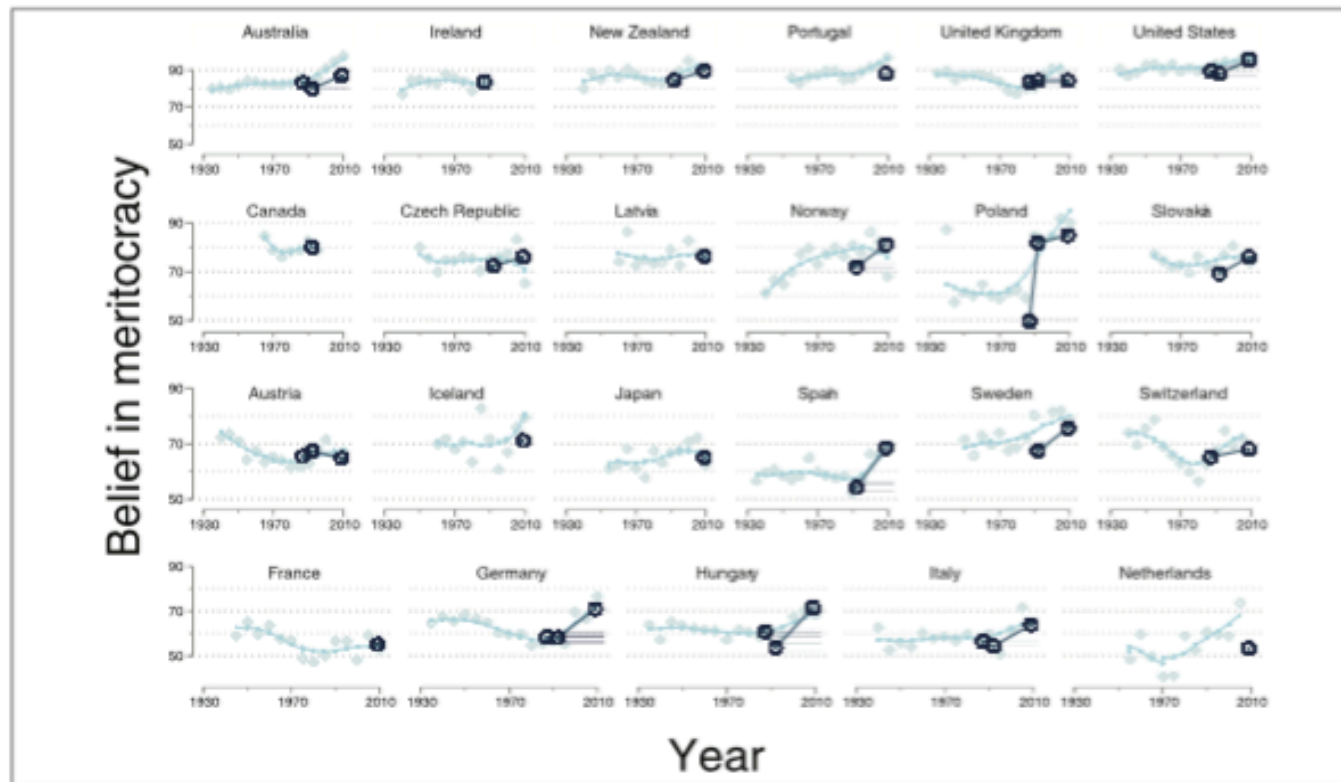 Belief in meritocracy
Australia Ireland New Zealand Portugal United Kingdom United States
90
70
50
1930 1970 2010 1930 1970 2010 1930 1970 2010 1930 1970 2010 1930 1970 2010 1930 1970 2010
Canada Czech Republic Latvia Norway Poland Slovakia
90
70
50
1930 1970 2010 1930 1970 2010 1930 1970 2010 1930 1970 2010 1930 1970 2010 1930 1970 2010
Austria Iceland Japan Spain Sweden Switzerland
90
70
50
1930 1970 2010 1930 1970 2010 1930 1970 2010 1930 1970 2010 1930 1970 2010 1930 1970 2010
France Germany Hungary Italy Netherlands
90
70
50
1930 1970 2010 1930 1970 2010 1930 1970 2010 1930 1970 2010 1930 1970 2010
Year